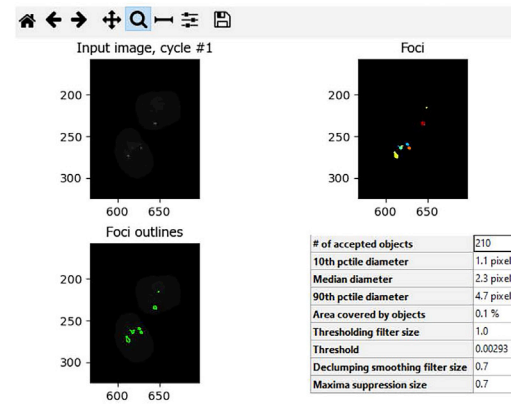 Input image, cycle #1
Foci
200
250
300
600 650
200
250
300
600 650
Foci outlines
200
250
300
600 650
# of accepted objects 210
10th pctile diameter 1.1 pixel
Median diameter 2.3 pixel
90th pctile diameter 4.7 pixel
Area covered by objects 0.1 %
Thresholding filter size 1.0
Threshold 0.00293
Declumping smoothing filter size 0.7
Maxima suppression size 0.7